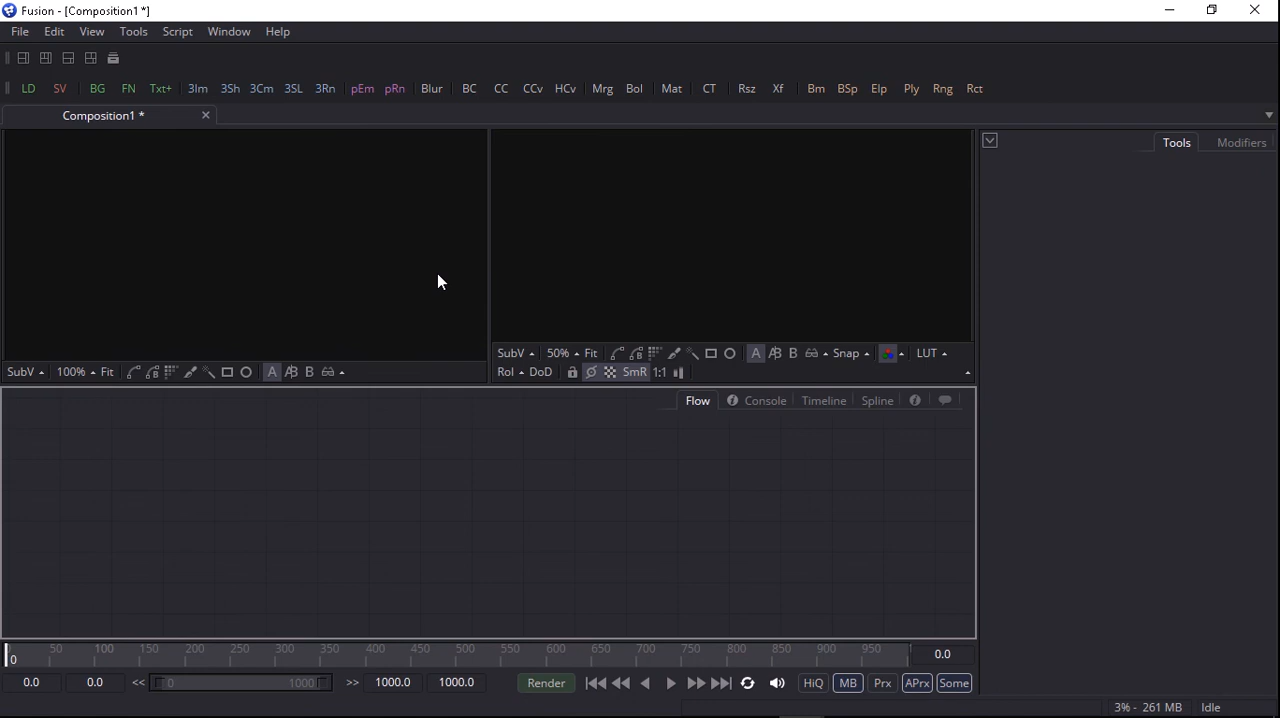 Fusion - [Composition1 *]
File Edit View Tools Script Window Help
LD SV BG FN Txt+ 3Im 3Sh 3Cm 3SL 3Rn pEm pRn Blur BC CC CCv HCv Mrg Bol Mat CT Rsz Xf Bm BSp Elp Ply Rng Rct
Composition1 *
Tools Modifiers
SubV 50% Fit A B Snap LUT
SubV 100% Fit A B RoI DoD SmR 1:1
Flow Console Timeline Spline
0 50 100 150 200 250 300 350 400 450 500 550 600 650 700 750 800 850 900 950 0.0
0.0 0.0 << 0 1000 >> 1000.0 1000.0 Render HiQ MB Prx APrx Some
3% - 261 MB Idle